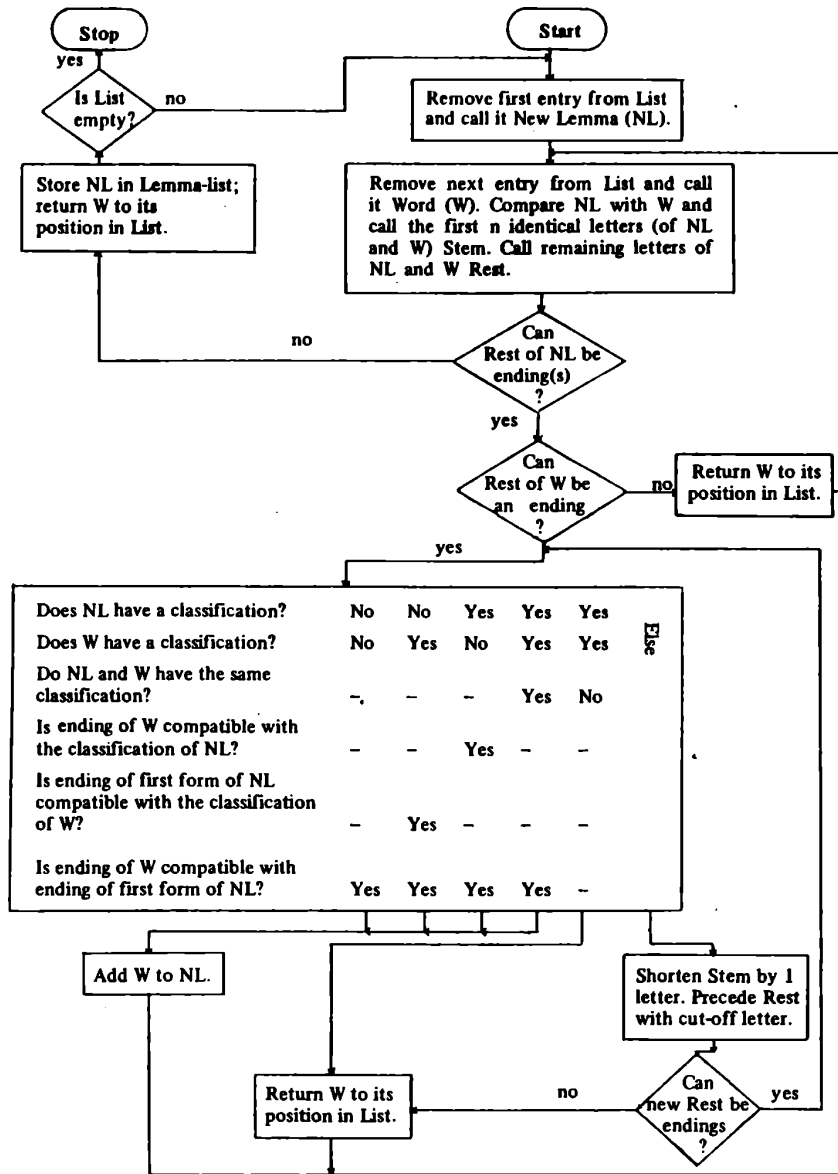 Stop
Start
yes
Is List
empty?
no
Remove first entry from List
and call it New Lemma (NL).
Store NL in Lemma-list;
return W to its
position in List.
Remove next entry from List and call
it Word (W). Compare NL with W and
call the first n identical letters (of NL
and W) Stem. Call remaining letters of
NL and W Rest.
no
Can
Rest of NL be
ending(s)
?
yes
Can
Rest of W be
an ending
?
no
Return W to its
position in List.
yes
Does NL have a classification? No No Yes Yes Yes
Else
Does W have a classification? No Yes No Yes Yes
Do NL and W have the same
classification? – – – Yes No
Is ending of W compatible with
the classification of NL? – – Yes – –
Is ending of first form of NL
compatible with the classification
of W? – Yes – – –
Is ending of W compatible with
ending of first form of NL? Yes Yes Yes Yes –
Add W to NL.
Shorten Stem by 1
letter. Precede Rest
with cut-off letter.
Return W to its
position in List.
no
Can
new Rest be
endings
?
yes